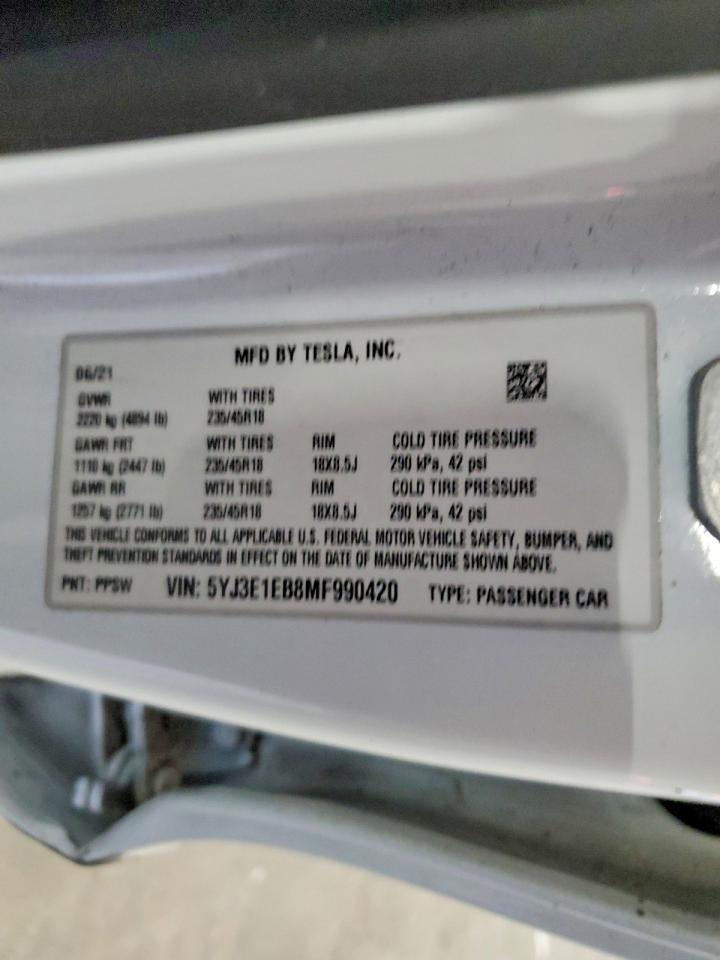 MFD BY TESLA, INC.
06/21
GVWR WITH TIRES
2220 kg (4894 lb) 235/45R18
GAWR FRT WITH TIRES RIM COLD TIRE PRESSURE
1110 kg (2447 lb) 235/45R18 18X8.5J 290 kPa, 42 psi
GAWR RR WITH TIRES RIM COLD TIRE PRESSURE
1257 kg (2771 lb) 235/45R18 18X8.5J 290 kPa, 42 psi
THIS VEHICLE CONFORMS TO ALL APPLICABLE U.S. FEDERAL MOTOR VEHICLE SAFETY, BUMPER, AND
THEFT PREVENTION STANDARDS IN EFFECT ON THE DATE OF MANUFACTURE SHOWN ABOVE.
PNT: PPSW VIN: 5YJ3E1EB8MF990420 TYPE: PASSENGER CAR